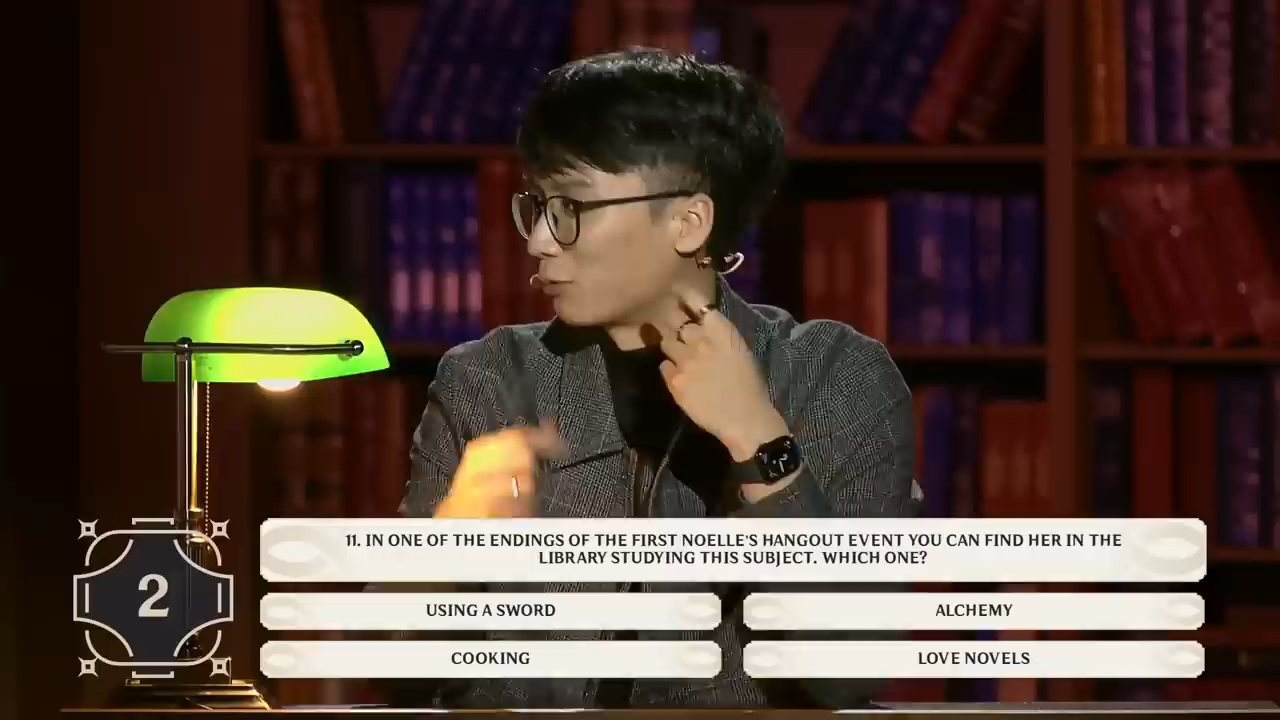 11. IN ONE OF THE ENDINGS OF THE FIRST NOELLE'S HANGOUT EVENT YOU CAN FIND HER IN THE
LIBRARY STUDYING THIS SUBJECT. WHICH ONE?
2
USING A SWORD
ALCHEMY
COOKING
LOVE NOVELS